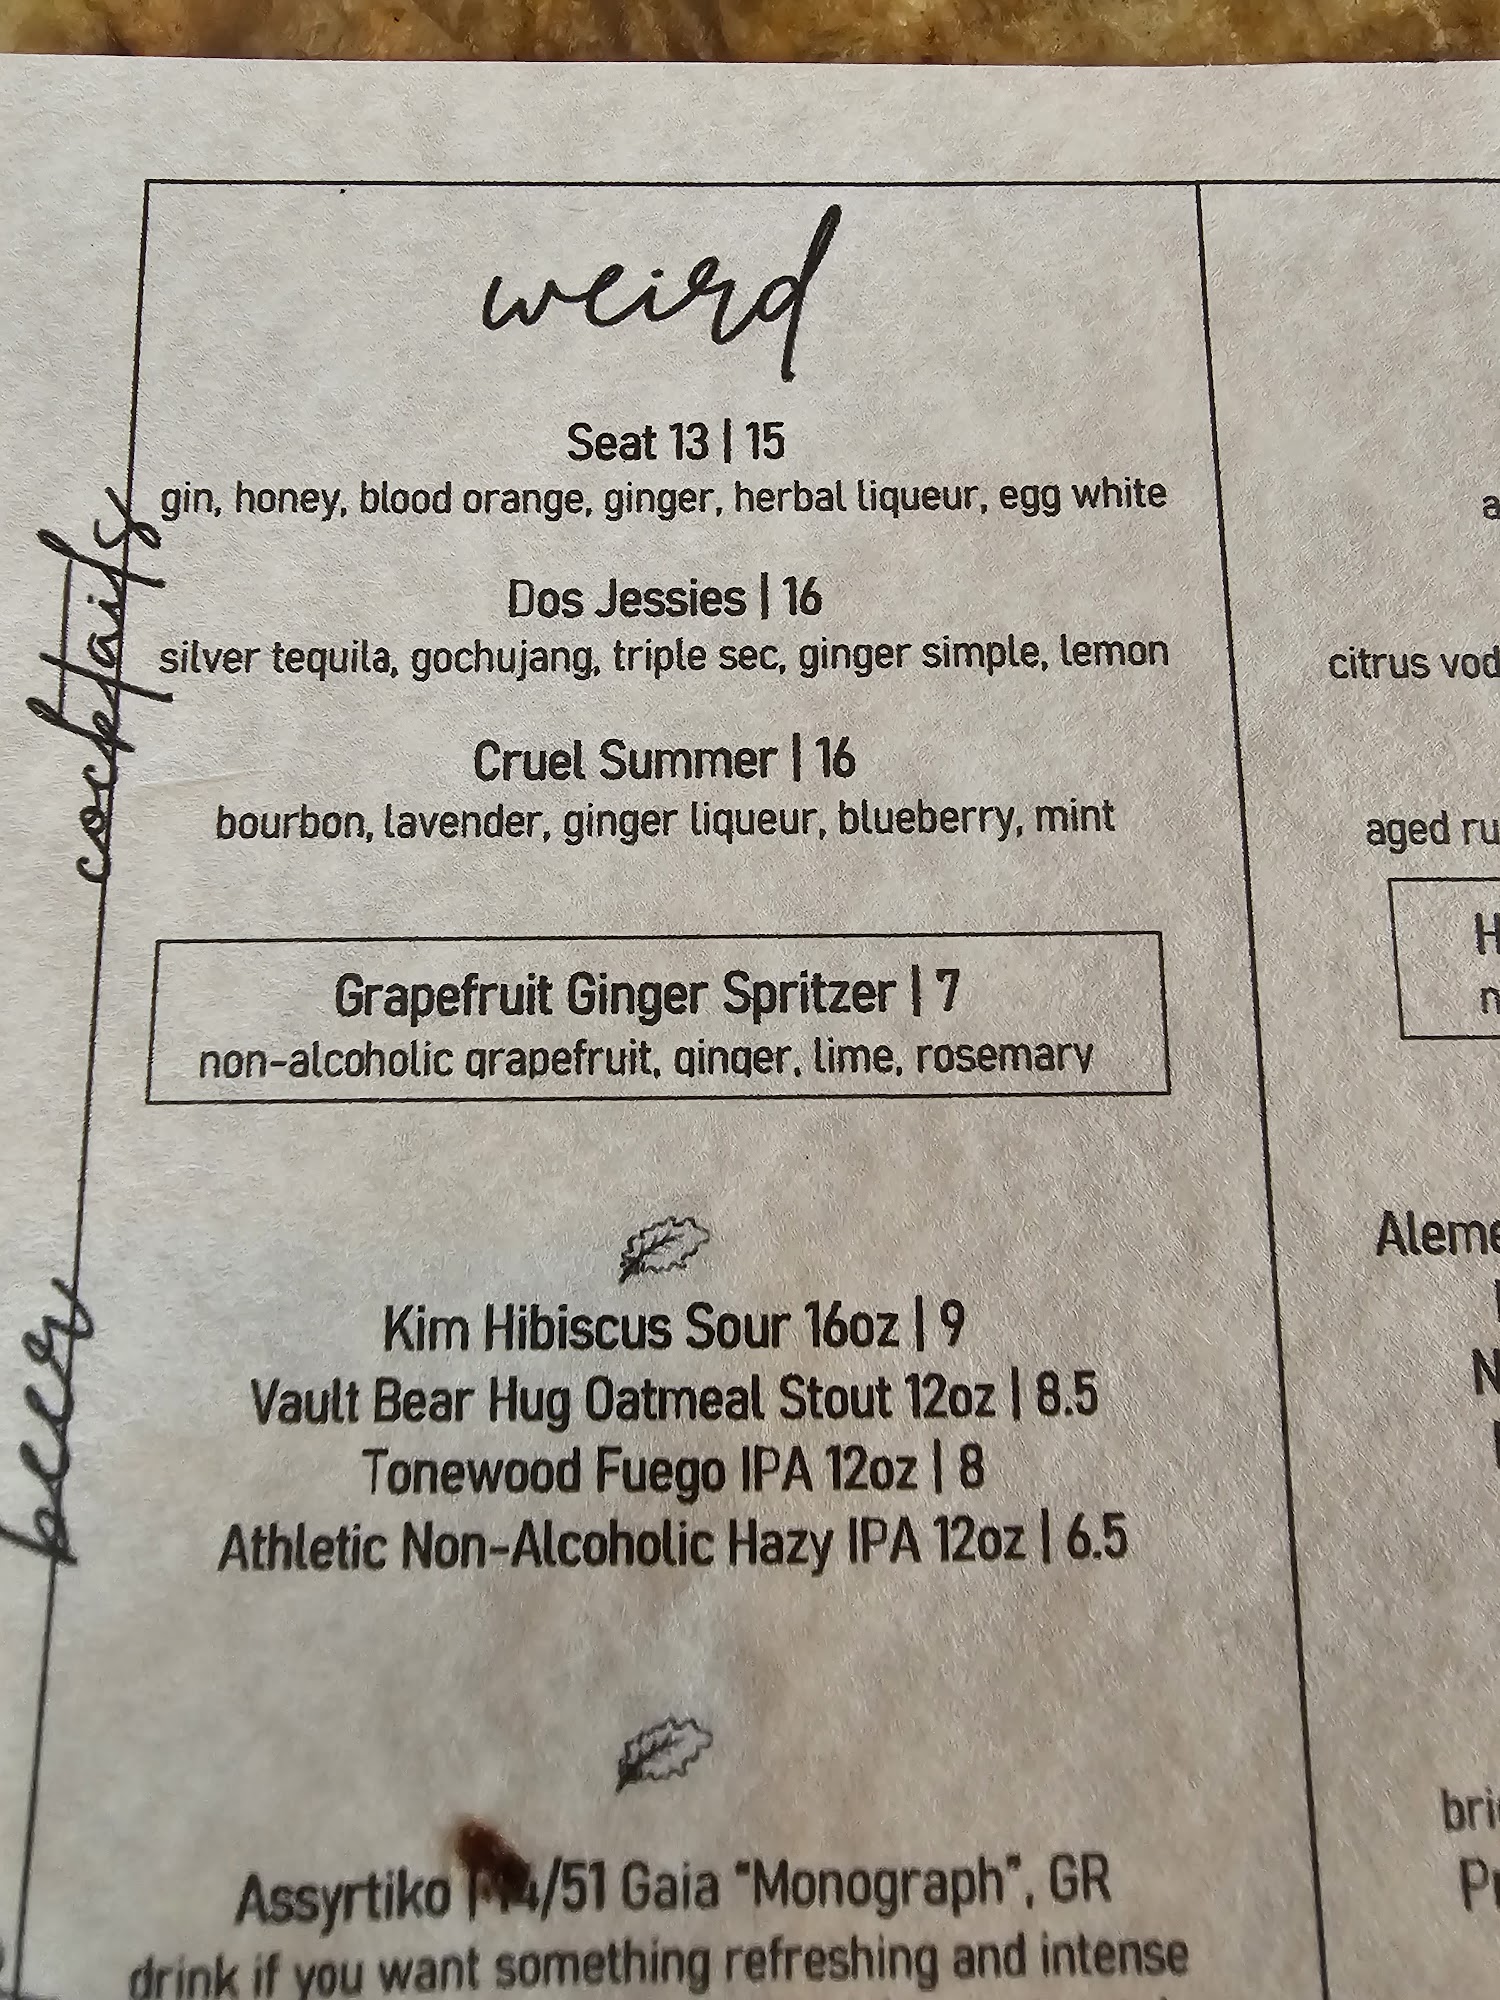 weird
cocktails
Seat 13 | 15
gin, honey, blood orange, ginger, herbal liqueur, egg white
Dos Jessies | 16
silver tequila, gochujang, triple sec, ginger simple, lemon
Cruel Summer | 16
bourbon, lavender, ginger liqueur, blueberry, mint
Grapefruit Ginger Spritzer | 7
non-alcoholic grapefruit, ginger, lime, rosemary
beer
Kim Hibiscus Sour 16oz | 9
Vault Bear Hug Oatmeal Stout 12oz | 8.5
Tonewood Fuego IPA 12oz | 8
Athletic Non-Alcoholic Hazy IPA 12oz | 6.5
Assyrtiko | 14/51 Gaia "Monograph", GR
drink if you want something refreshing and intense
citrus
aged